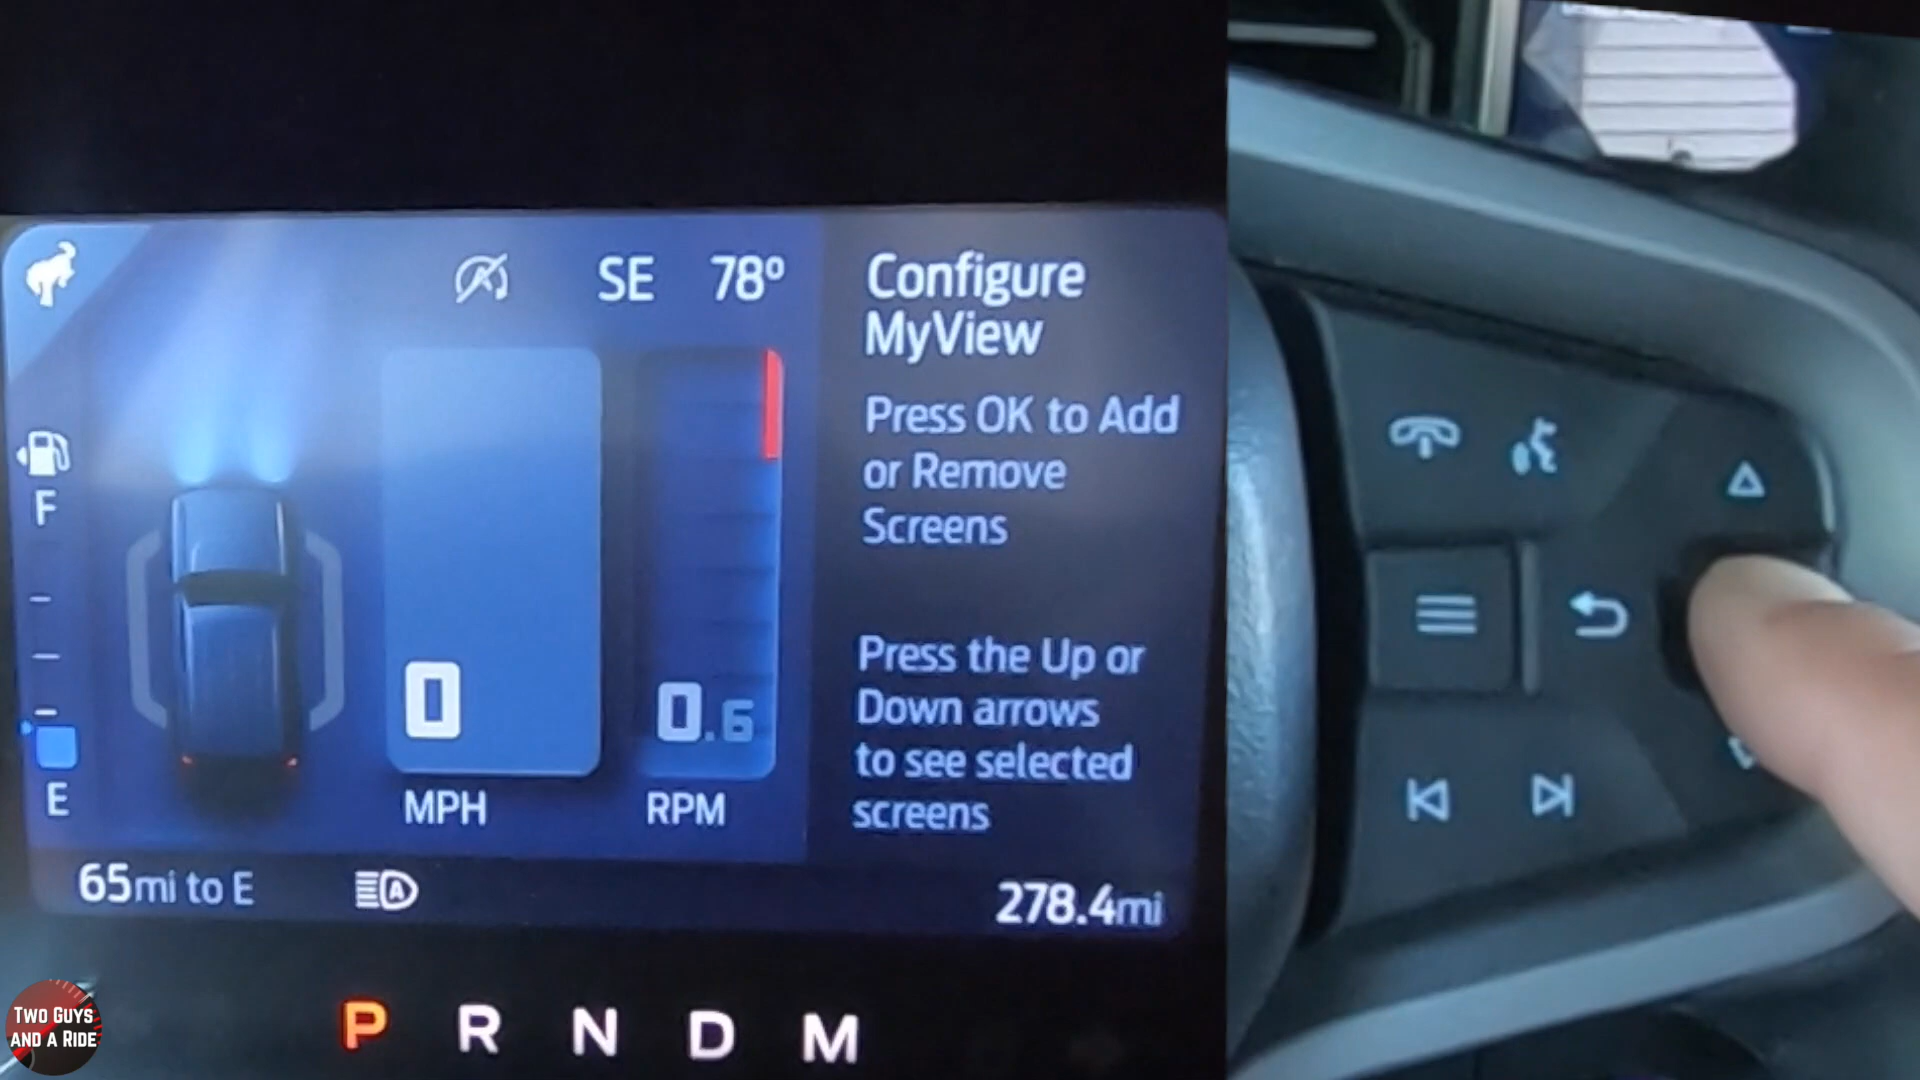 SE 78°
Configure
MyView
Press OK to Add
or Remove
Screens
Press the Up or
Down arrows
to see selected
screens
F
E
0
MPH
0.6
RPM
65mi to E
A
278.4mi
P R N D M
TWO GUYS
AND A RIDE